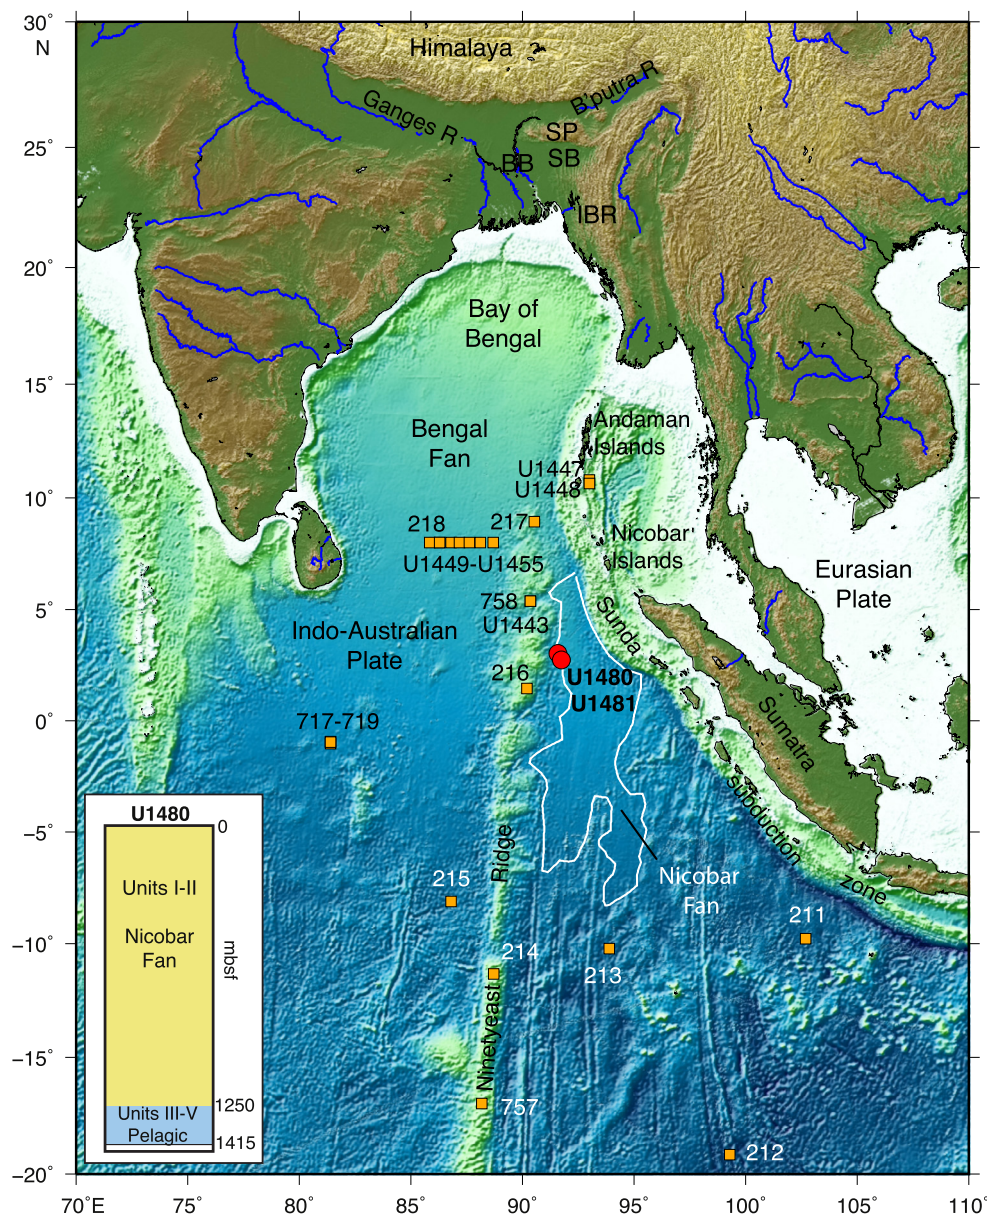 30°
N
Himalaya
B'putra R
Ganges R
SP
25°
BB
SB
IBR
20°
Bay of
Bengal
15°
Andaman
Islands
Bengal
Fan
U1447
10°
U1448
218
217
Nicobar
Islands
U1449-U1455
Eurasian
Plate
5°
758
U1443
Sunda
Indo-Australian
Plate
216
U1480
U1481
0°
717-719
Sumatra
subduction
zone
U1480
0
−5°
Ridge
Units I-II
Nicobar
Fan
215
Nicobar
Fan
mbsf
211
−10°
214
213
Ninetyeast
−15°
1250
Units III-V
Pelagic
1415
757
212
−20°
70°E
75°
80°
85°
90°
95°
100°
105°
110°